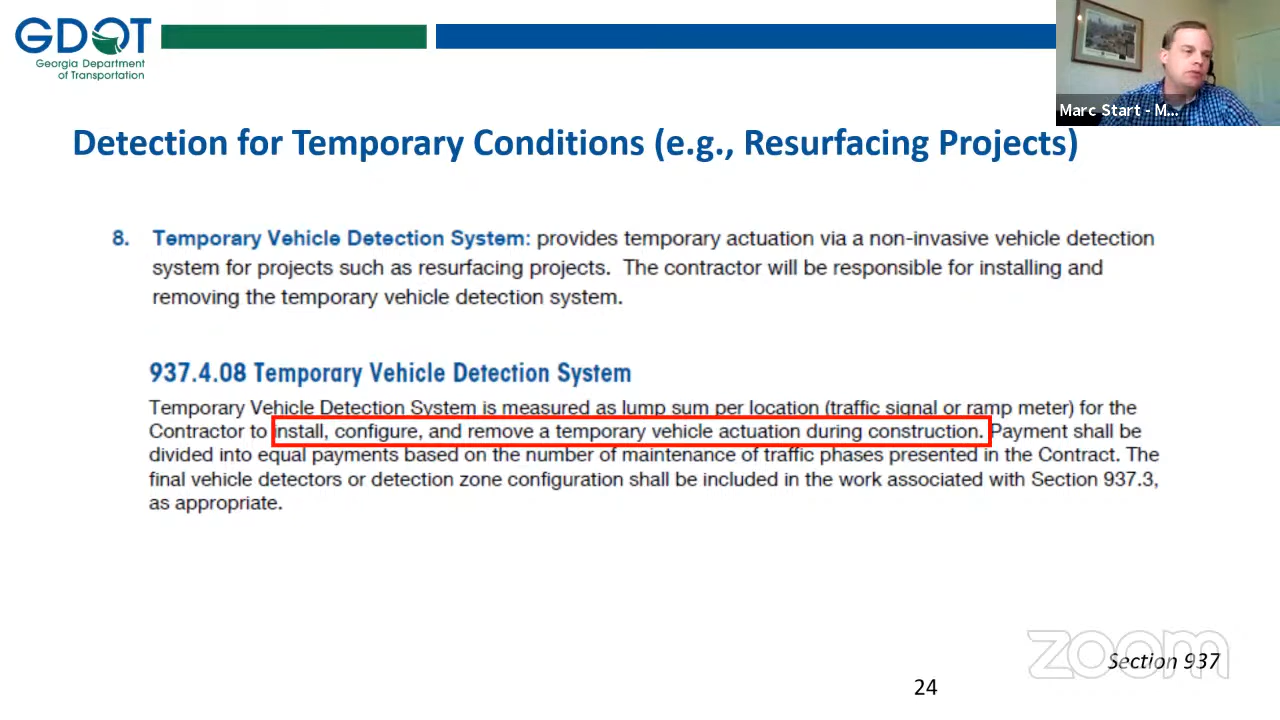 GDOT
Georgia Department
of Transportation
Marc Start - M...
Detection for Temporary Conditions (e.g., Resurfacing Projects)
8. Temporary Vehicle Detection System: provides temporary actuation via a non-invasive vehicle detection
system for projects such as resurfacing projects. The contractor will be responsible for installing and
removing the temporary vehicle detection system.
937.4.08 Temporary Vehicle Detection System
Temporary Vehicle Detection System is measured as lump sum per location (traffic signal or ramp meter) for the
Contractor to install, configure, and remove a temporary vehicle actuation during construction. Payment shall be
divided into equal payments based on the number of maintenance of traffic phases presented in the Contract. The
final vehicle detectors or detection zone configuration shall be included in the work associated with Section 937.3,
as appropriate.
zoom
Section 937
24